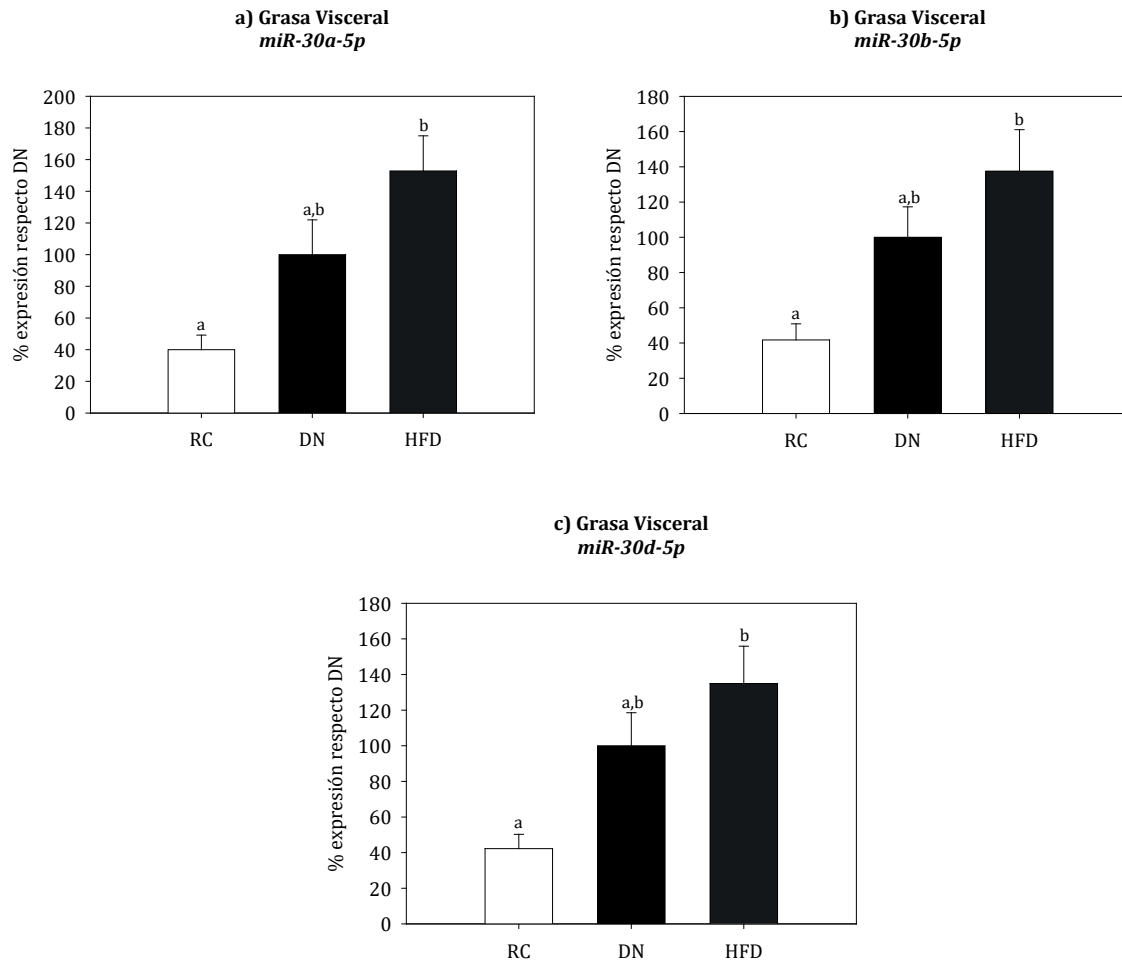 a) Grasa Visceral
miR-30a-5p
% expresión respecto DN
200
180
160
140
120
100
80
60
40
20
0
a
a,b
b
RC DN HFD
b) Grasa Visceral
miR-30b-5p
% expresión respecto DN
180
160
140
120
100
80
60
40
20
0
a
a,b
b
RC DN HFD
c) Grasa Visceral
miR-30d-5p
% expresión respecto DN
180
160
140
120
100
80
60
40
20
0
a
a,b
b
RC DN HFD